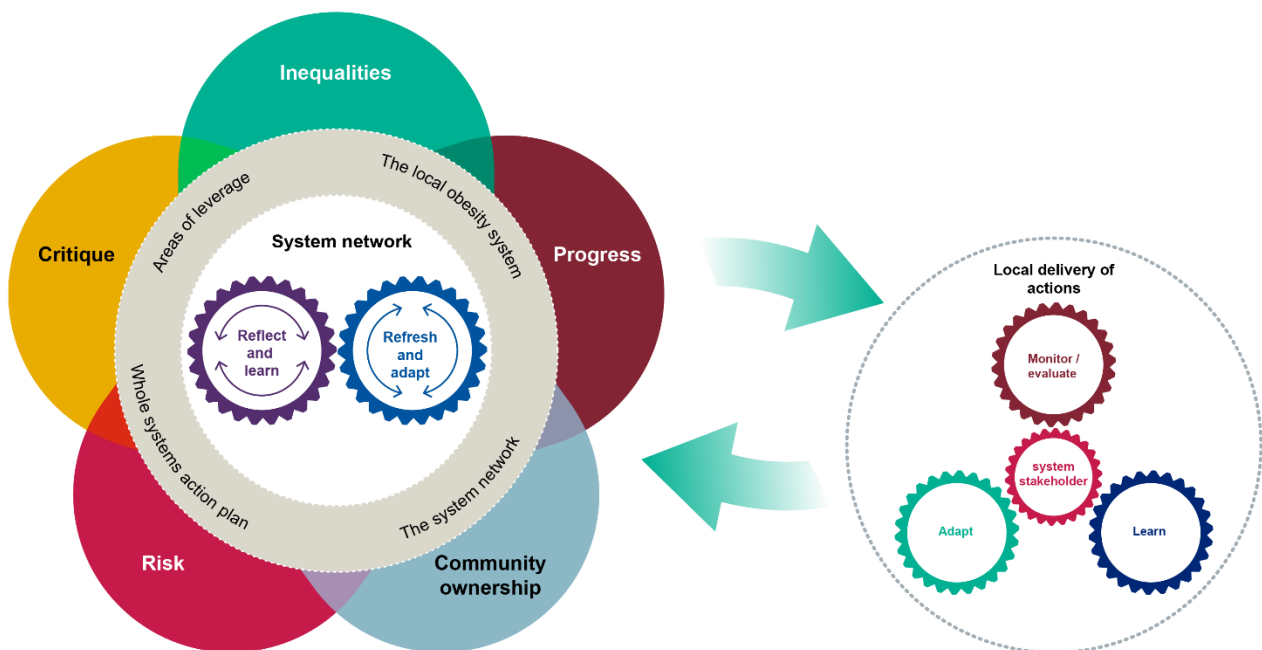 Inequalities
Critique
Progress
Risk
Community
ownership
Areas of leverage
The local obesity system
Whole systems action plan
The system network
System network
Reflect
and
learn
Refresh
and
adapt
Local delivery of
actions
Monitor /
evaluate
system
stakeholder
Adapt
Learn